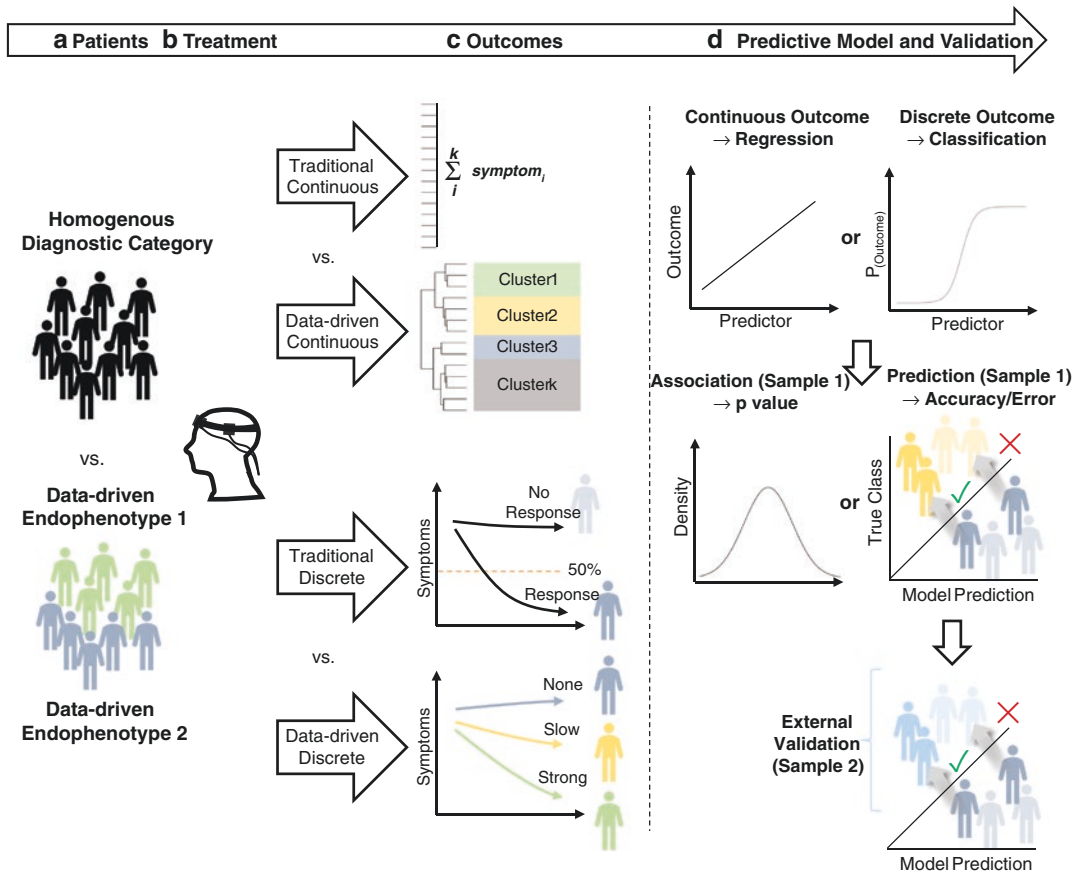 a Patients b Treatment c Outcomes d Predictive Model and Validation
Homogenous
Diagnostic Category
vs.
Data-driven
Endophenotype 1
Data-driven
Endophenotype 2
Traditional
Continuous
k
∑ symptom_i
i
vs.
Data-driven
Continuous
Cluster1
Cluster2
Cluster3
Clusterk
Traditional
Discrete
Symptoms
No
Response
50%
Response
vs.
Data-driven
Discrete
Symptoms
None
Slow
Strong
Continuous Outcome
→ Regression
Outcome
Predictor
or
Discrete Outcome
→ Classification
P(Outcome)
Predictor
Association (Sample 1)
→ p value
Density
or
Prediction (Sample 1)
→ Accuracy/Error
True Class
Model Prediction
External
Validation
(Sample 2)
Model Prediction